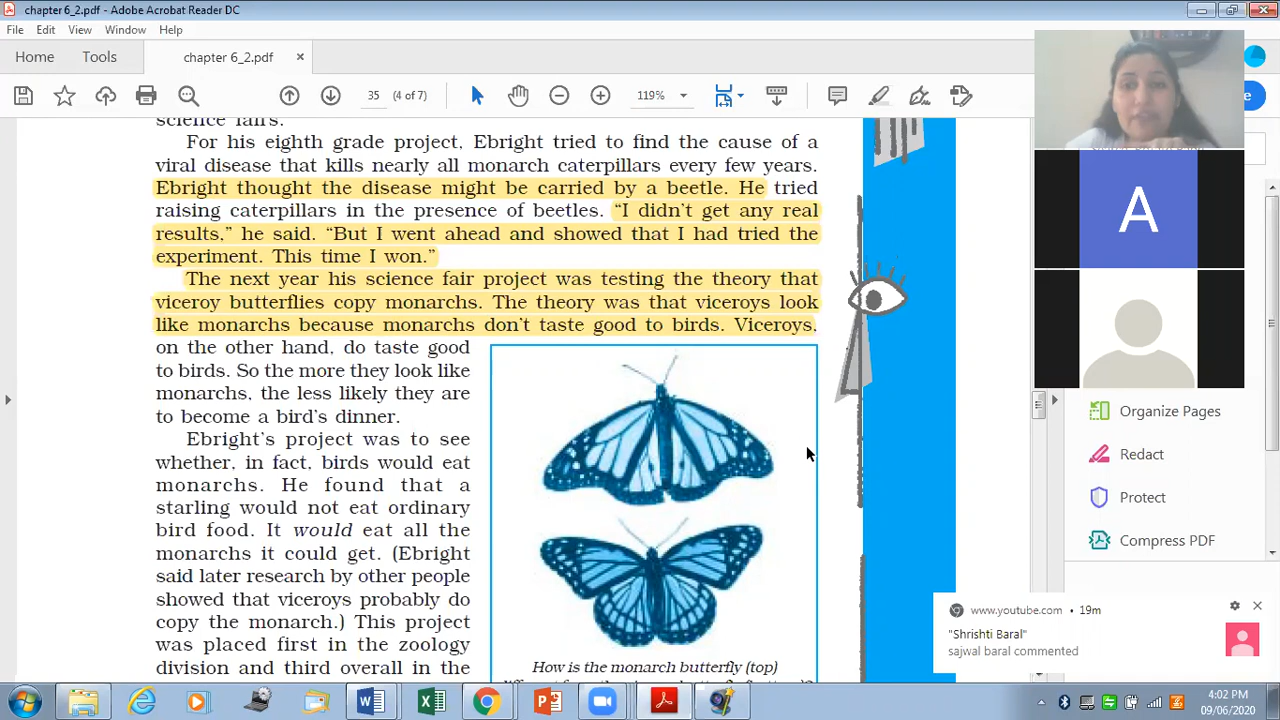 chapter 6_2.pdf - Adobe Acrobat Reader DC
File Edit View Window Help
Home Tools chapter 6_2.pdf ×
35 (4 of 7) 119%
science fairs.
For his eighth grade project, Ebright tried to find the cause of a
viral disease that kills nearly all monarch caterpillars every few years.
Ebright thought the disease might be carried by a beetle. He tried
raising caterpillars in the presence of beetles. “I didn’t get any real
results,” he said. “But I went ahead and showed that I had tried the
experiment. This time I won.”
The next year his science fair project was testing the theory that
viceroy butterflies copy monarchs. The theory was that viceroys look
like monarchs because monarchs don’t taste good to birds. Viceroys,
on the other hand, do taste good
to birds. So the more they look like
monarchs, the less likely they are
to become a bird’s dinner.
Ebright’s project was to see
whether, in fact, birds would eat
monarchs. He found that a
starling would not eat ordinary
bird food. It would eat all the
monarchs it could get. (Ebright
said later research by other people
showed that viceroys probably do
copy the monarch.) This project
was placed first in the zoology
division and third overall in the
How is the monarch butterfly (top)
A
Organize Pages
Redact
Protect
Compress PDF
www.youtube.com • 19m
"Shrishti Baral"
sajwal baral commented
4:02 PM
09/06/2020